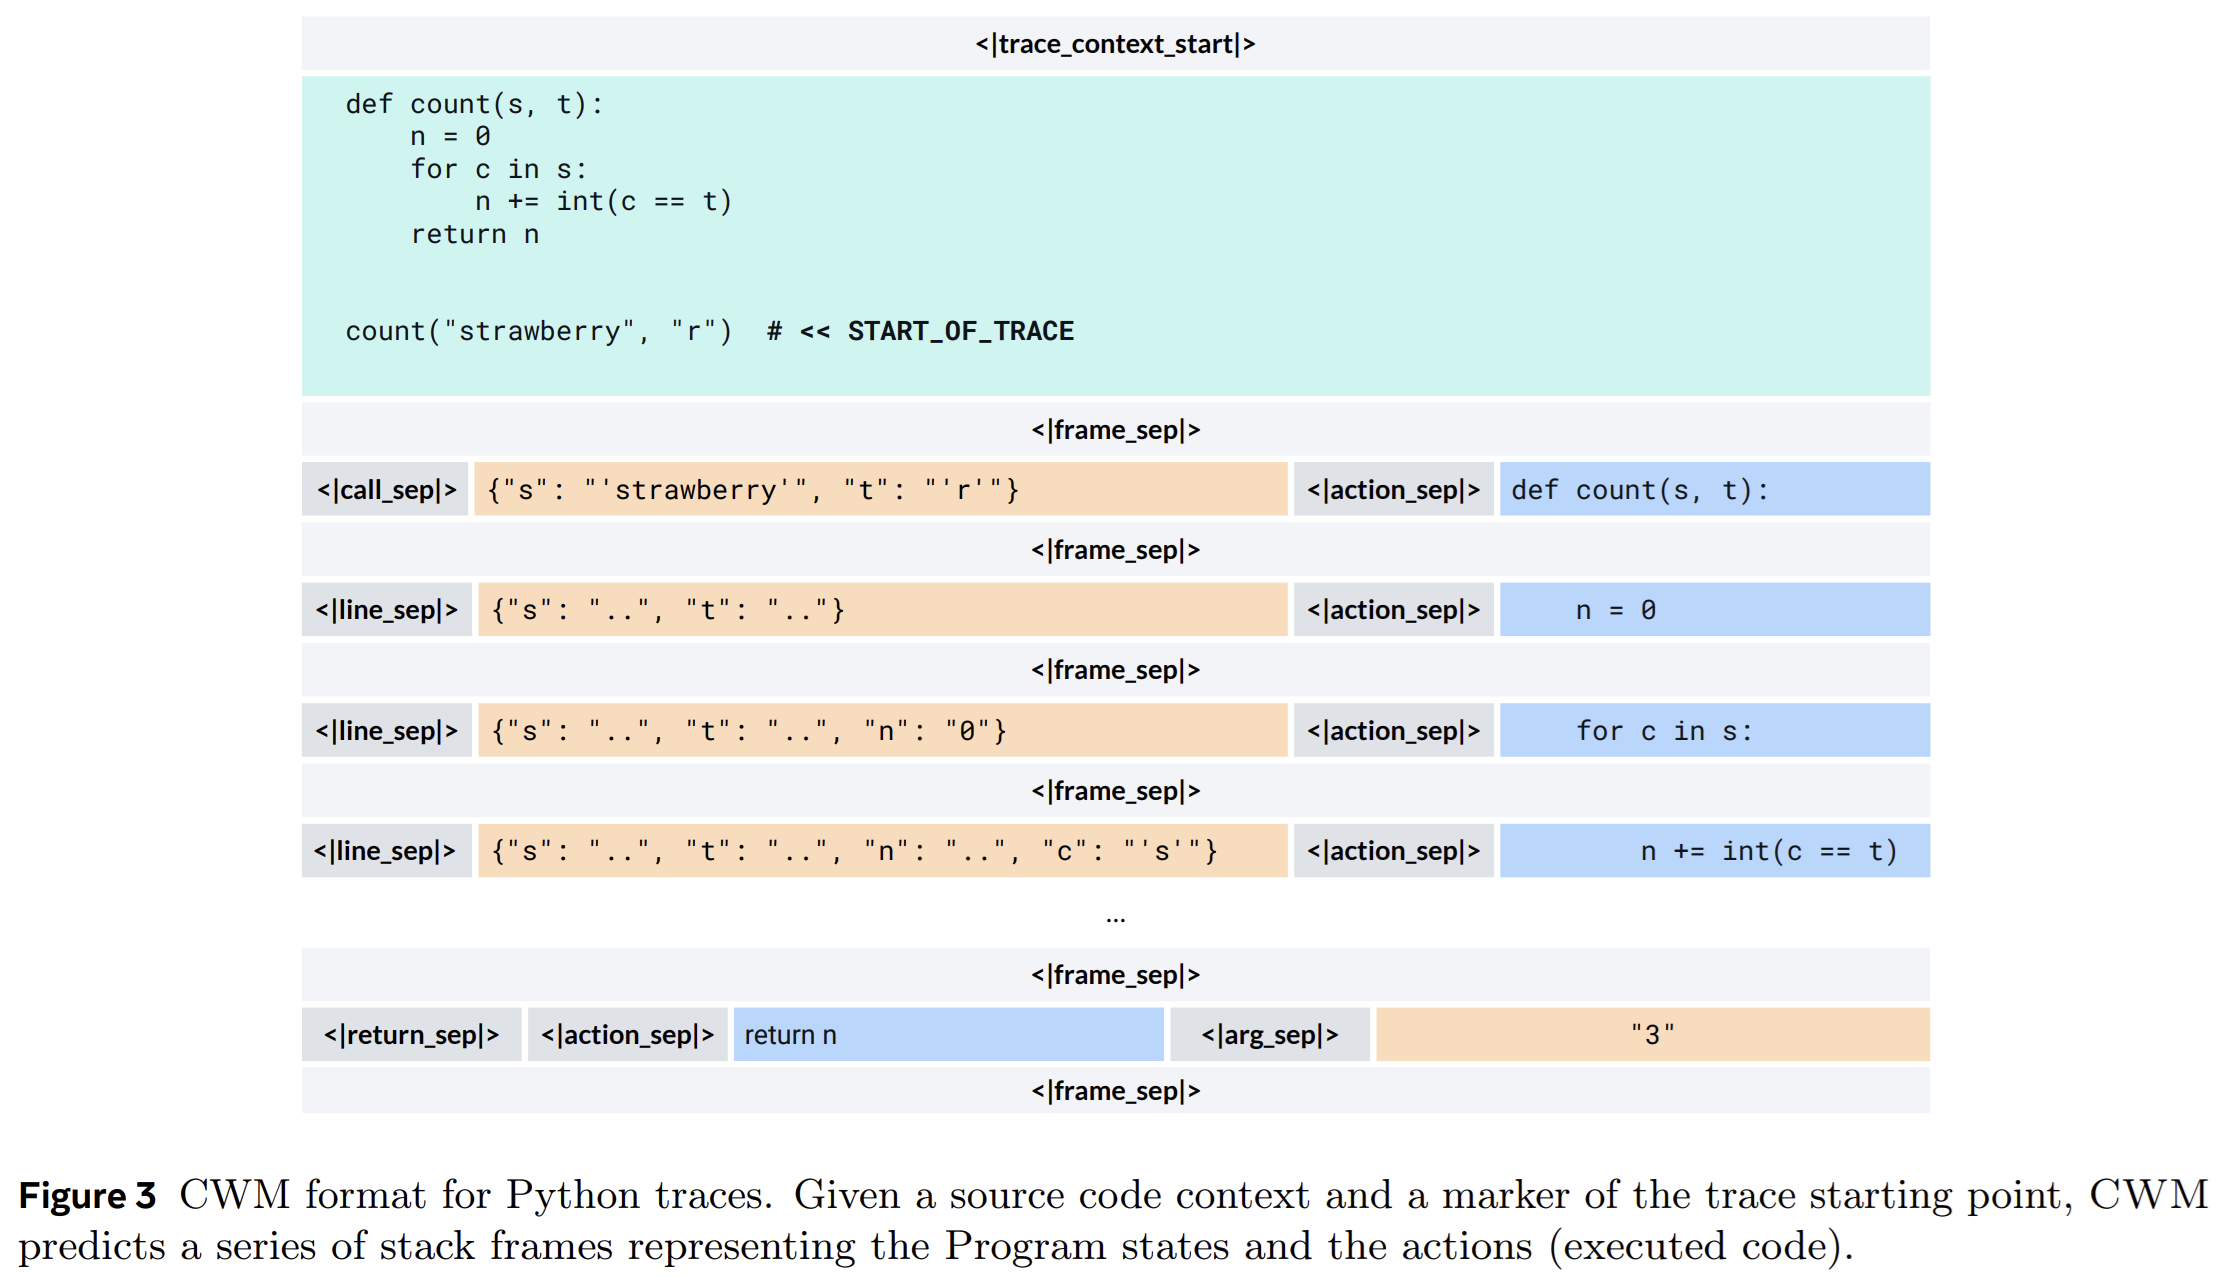 <|trace_context_start|>
def count(s, t):
    n = 0
    for c in s:
        n += int(c == t)
    return n
count("strawberry", "r")  # << START_OF_TRACE
<|frame_sep|>
<|call_sep|> {"s": "'strawberry'", "t": "'r'"} <|action_sep|> def count(s, t):
<|frame_sep|>
<|line_sep|> {"s": "..", "t": ".."} <|action_sep|>     n = 0
<|frame_sep|>
<|line_sep|> {"s": "..", "t": "..", "n": "0"} <|action_sep|>     for c in s:
<|frame_sep|>
<|line_sep|> {"s": "..", "t": "..", "n": "..", "c": "'s'"} <|action_sep|>         n += int(c == t)
...
<|frame_sep|>
<|return_sep|> <|action_sep|> return n <|arg_sep|> "3"
<|frame_sep|>
Figure 3 CWM format for Python traces. Given a source code context and a marker of the trace starting point, CWM
predicts a series of stack frames representing the Program states and the actions (executed code).